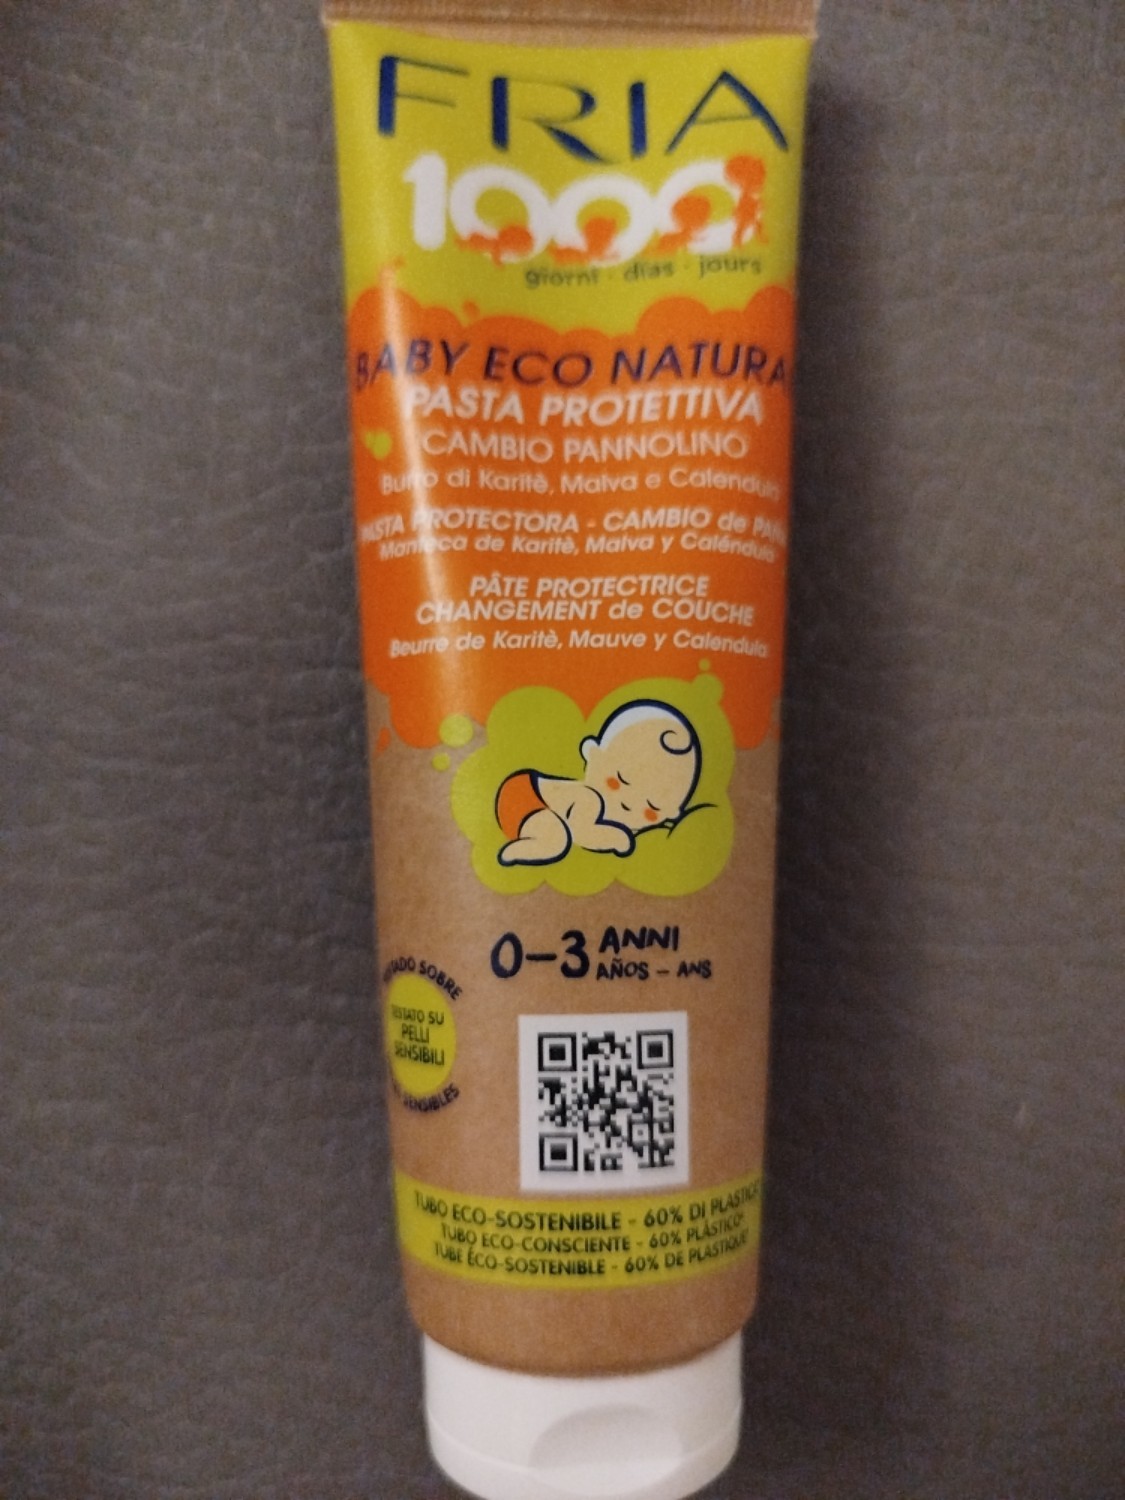 FRIA
1000
giorni · días · jours
BABY ECO NATURA
PASTA PROTETTIVA
CAMBIO PANNOLINO
Burro di Karitè, Malva e Calendula
PASTA PROTECTORA - CAMBIO de
Manteca de Karitè, Malva y Caléndula
PÂTE PROTECTRICE
CHANGEMENT de COUCHE
Beurre de Karitè, Mauve y Calendula
0-3 ANNI
AÑOS - ANS
SOBRE
TESTATO SU
PELLI
SENSIBILI
SENSIBLES
TUBO ECO-SOSTENIBILE - 60% DI PLASTICA
TUBO ECO-CONSCIENTE - 60% PLÁSTICO*
TUBE ÉCO-SOSTENIBLE - 60% DE PLASTIQUE*